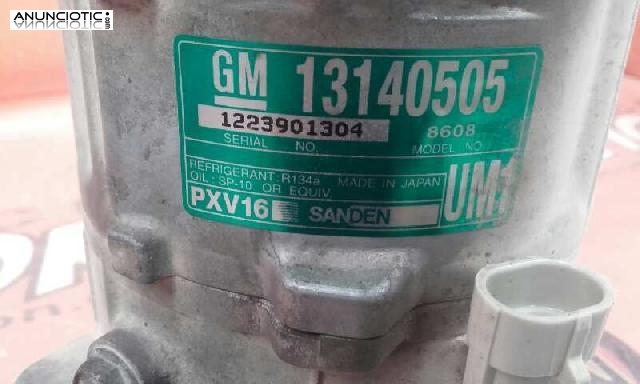 ANUNCIOTIC.com
GM 13140505
1223901304 8608
SERIAL NO. MODEL NO.
REFRIGERANT:R134a MADE IN JAPAN
OIL:SP-10 OR EQUIV.
PXV16 SANDEN UM1